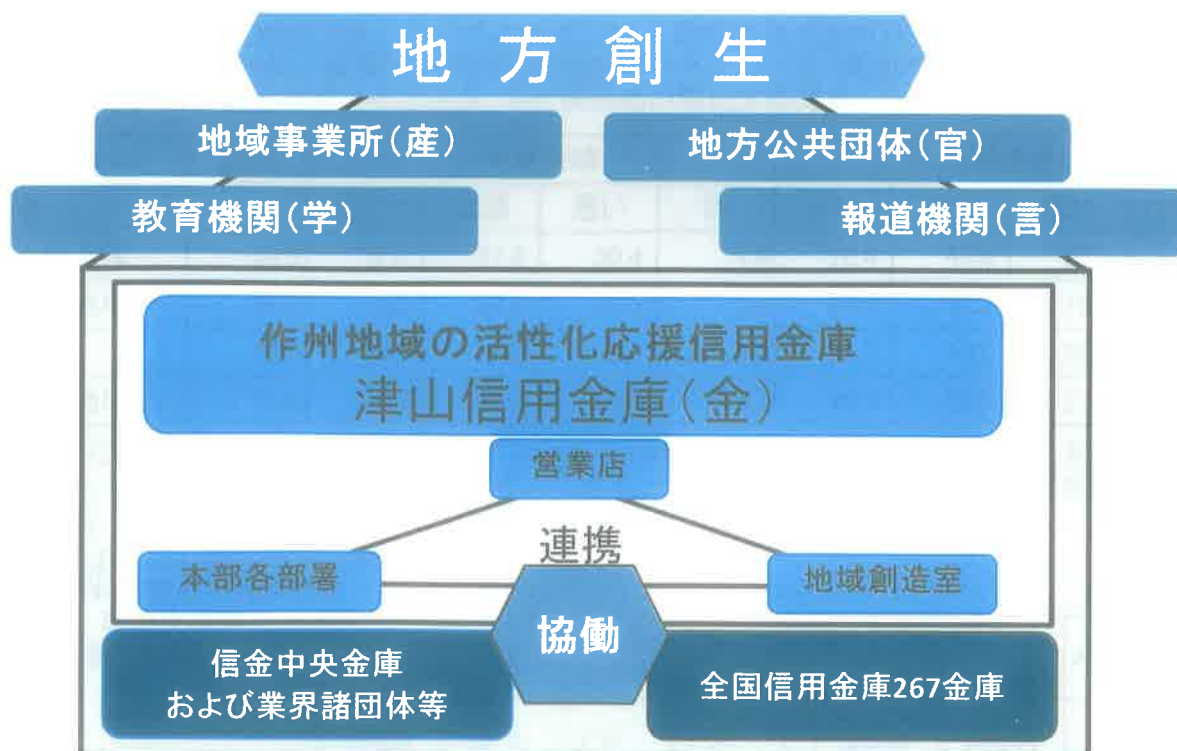 地方創生
地域事業所(産)
地方公共団体(官)
教育機関(学)
報道機関(言)
作州地域の活性化応援信用金庫
津山信用金庫(金)
営業店
連携
本部各部署
地域創造室
協働
信金中央金庫
および業界諸団体等
全国信用金庫267金庫